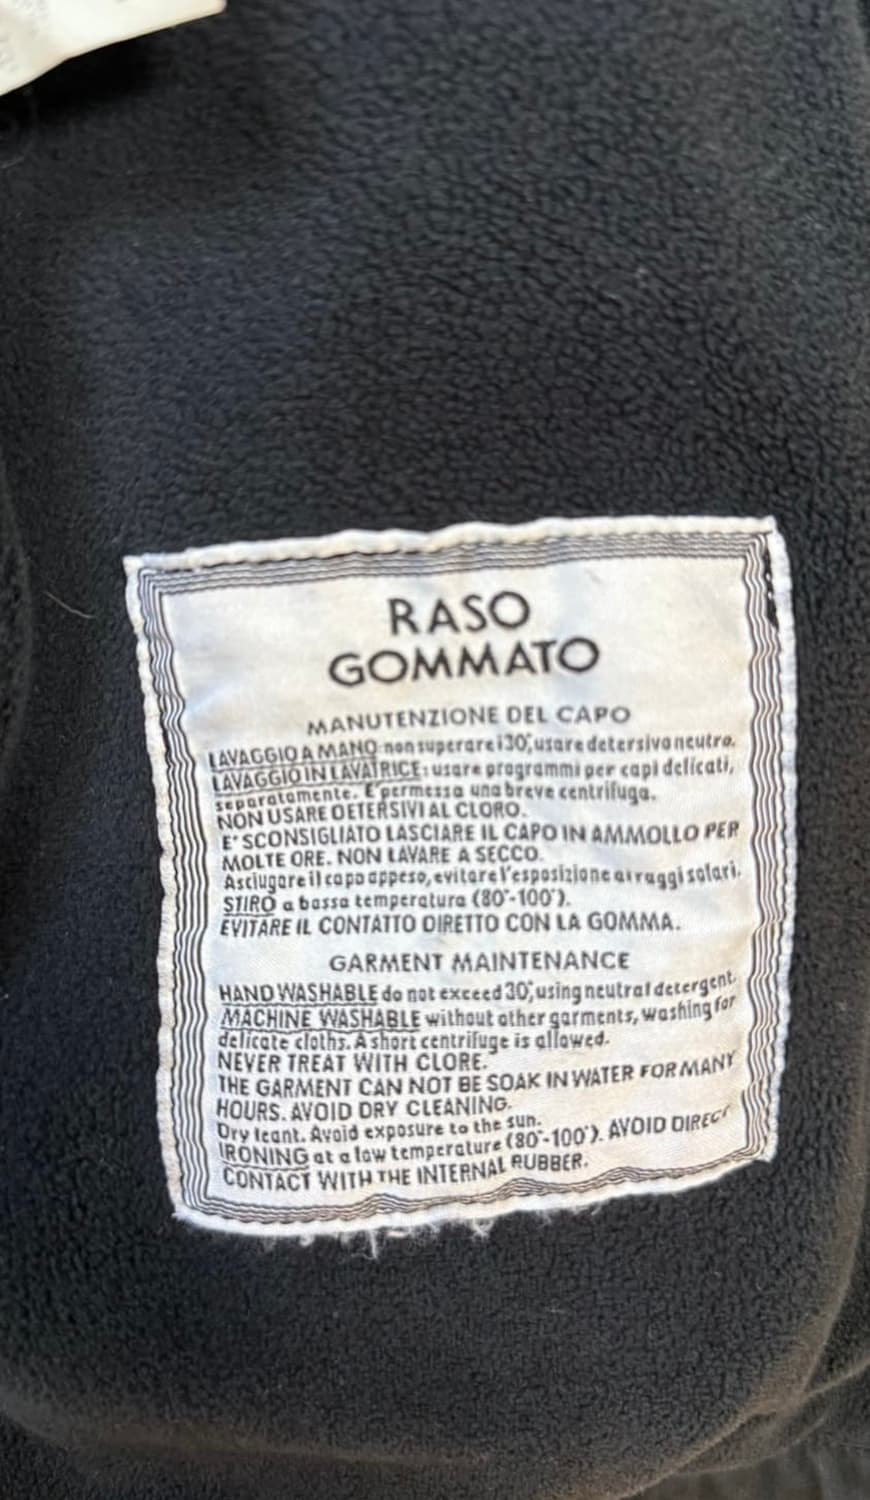 RASO
GOMMATO
MANUTENZIONE DEL CAPO
LAVAGGIO A MANO non superare i 30°, usare detersivo neutro.
LAVAGGIO IN LAVATRICE: usare programmi per capi delicati,
separatamente. E' permessa una breve centrifuga.
NON USARE DETERSIVI AL CLORO.
E' SCONSIGLIATO LASCIARE IL CAPO IN AMMOLLO PER
MOLTE ORE. NON LAVARE A SECCO.
Asciugare il capo appeso, evitare l'esposizione ai raggi solari.
STIRO a bassa temperatura (80°-100°).
EVITARE IL CONTATTO DIRETTO CON LA GOMMA.
GARMENT MAINTENANCE
HAND WASHABLE do not exceed 30°, using neutral detergent.
MACHINE WASHABLE without other garments, washing for
delicate cloths. A short centrifuge is allowed.
NEVER TREAT WITH CLORE.
THE GARMENT CAN NOT BE SOAK IN WATER FOR MANY
HOURS. AVOID DRY CLEANING.
Dry leant. Avoid exposure to the sun.
IRONING at a low temperature (80°-100°). AVOID DIRECT
CONTACT WITH THE INTERNAL RUBBER.